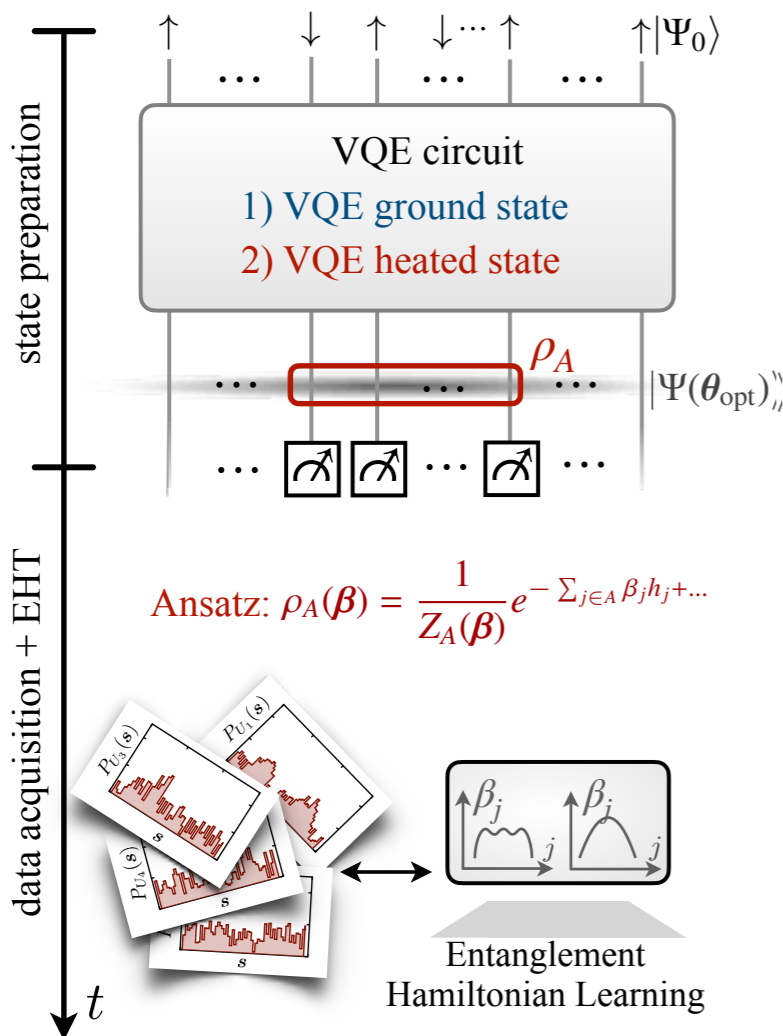 ↑ ↓ ↑ ↓ ··· ↑ ↑ |Ψ₀⟩
··· ··· ···
VQE circuit
1) VQE ground state
2) VQE heated state
state preparation
ρ_A
··· ··· ··· |Ψ(θ_opt)⟩
··· ··· ···
Ansatz: ρ_A(β) = 1/Z_A(β) e^{− ∑_{j∈A} β_j h_j+...}
data acquisition + EHT
P_{U_3}(s)
s
P_{U_1}(s)
P_{U_4}(s)
s
s
β_j
j
β_j
j
Entanglement
Hamiltonian Learning
t